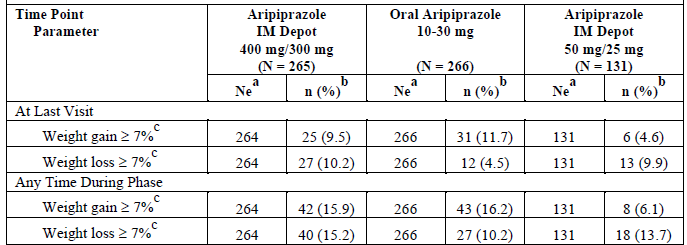 Time Point Aripiprazole Oral Aripiprazole Aripiprazole
Parameter IM Depot 10-30 mg IM Depot
400 mg/300 mg 50 mg/25 mg
(N = 265) (N = 266) (N = 131)
Ne^a n (%)^b Ne^a n (%)^b Ne^a n (%)^b
At Last Visit
Weight gain ≥ 7%^c 264 25 (9.5) 266 31 (11.7) 131 6 (4.6)
Weight loss ≥ 7%^c 264 27 (10.2) 266 12 (4.5) 131 13 (9.9)
Any Time During Phase
Weight gain ≥ 7%^c 264 42 (15.9) 266 43 (16.2) 131 8 (6.1)
Weight loss ≥ 7%^c 264 40 (15.2) 266 27 (10.2) 131 18 (13.7)